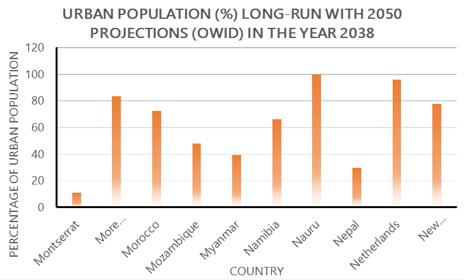 URBAN POPULATION (%) LONG-RUN WITH 2050
PROJECTIONS (OWID) IN THE YEAR 2038
PERCENTAGE OF URBAN POPULATION
120
100
80
60
40
20
0
Montserrat
More...
Morocco
Mozambique
Myanmar
Namibia
Nauru
Nepal
Netherlands
New...
COUNTRY